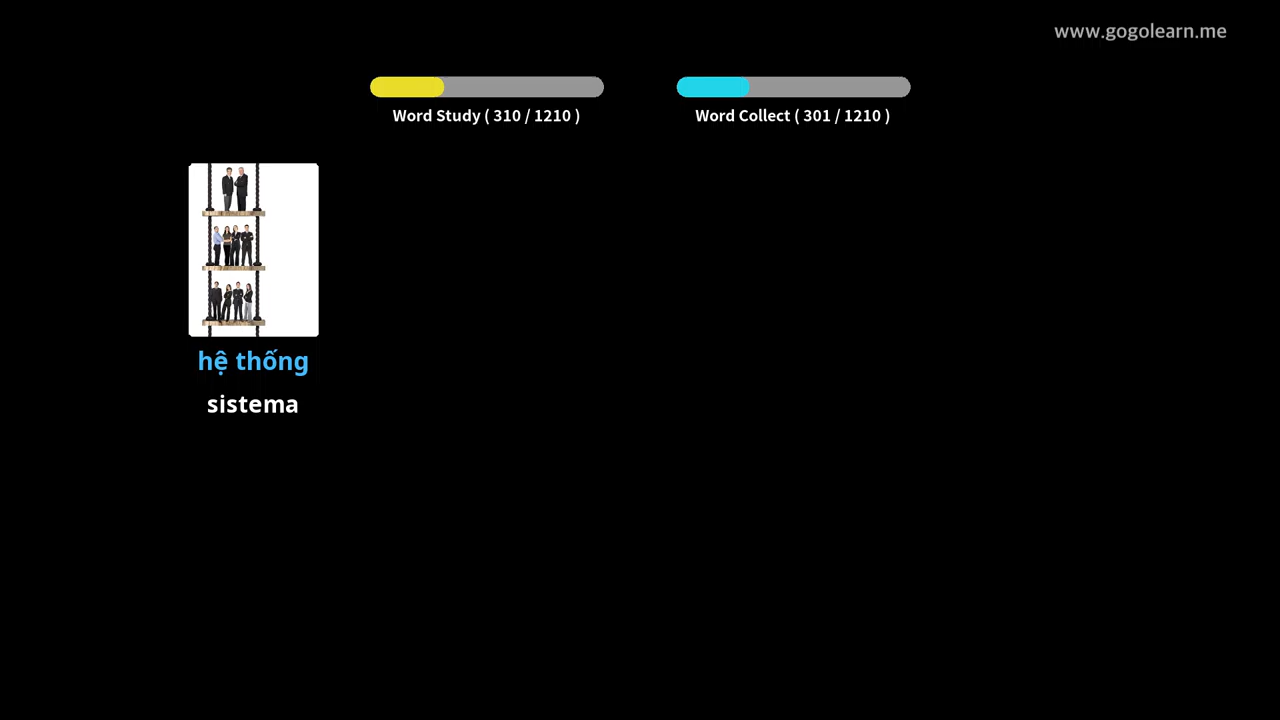 www.gogolearn.me
Word Study ( 310 / 1210 )
Word Collect ( 301 / 1210 )
hệ thống
sistema